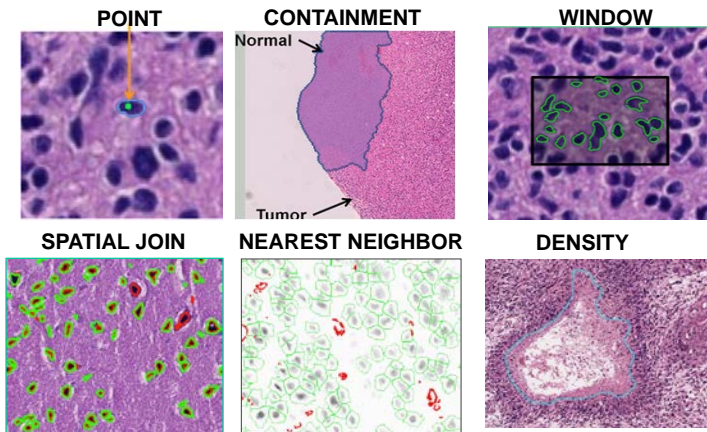 POINT
CONTAINMENT
WINDOW
Normal
Tumor
SPATIAL JOIN
NEAREST NEIGHBOR
DENSITY